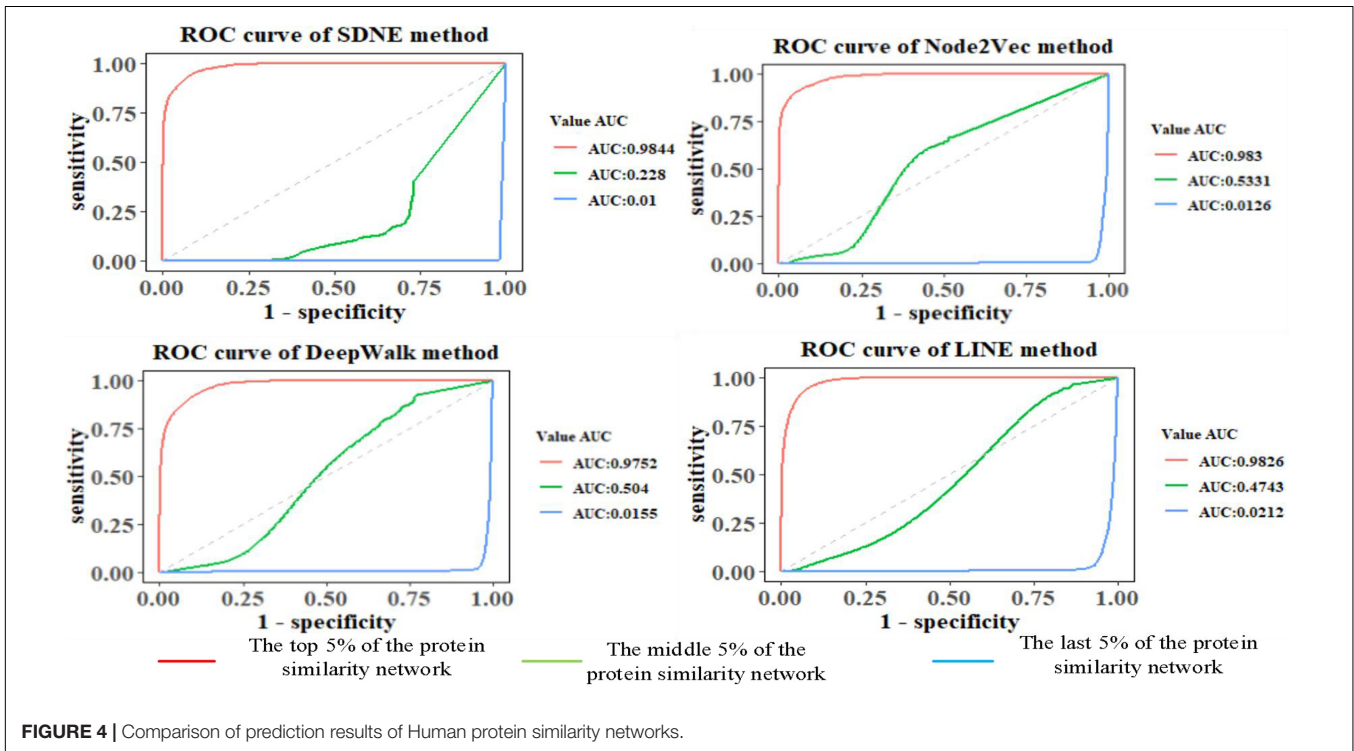 ROC curve of SDNE method
1.00
0.75
0.50
0.25
0.00
sensitivity
0.00 0.25 0.50 0.75 1.00
1 - specificity
Value AUC
AUC:0.9844
AUC:0.228
AUC:0.01
ROC curve of Node2Vec method
1.00
0.75
0.50
0.25
0.00
sensitivity
0.00 0.25 0.50 0.75 1.00
1 - specificity
Value AUC
AUC:0.983
AUC:0.5331
AUC:0.0126
ROC curve of DeepWalk method
1.00
0.75
0.50
0.25
0.00
sensitivity
0.00 0.25 0.50 0.75 1.00
1 - specificity
Value AUC
AUC:0.9752
AUC:0.504
AUC:0.0155
ROC curve of LINE method
1.00
0.75
0.50
0.25
0.00
sensitivity
0.00 0.25 0.50 0.75 1.00
1 - specificity
Value AUC
AUC:0.9826
AUC:0.4743
AUC:0.0212
The top 5% of the protein
similarity network
The middle 5% of the
protein similarity network
The last 5% of the protein
similarity network
FIGURE 4 | Comparison of prediction results of Human protein similarity networks.